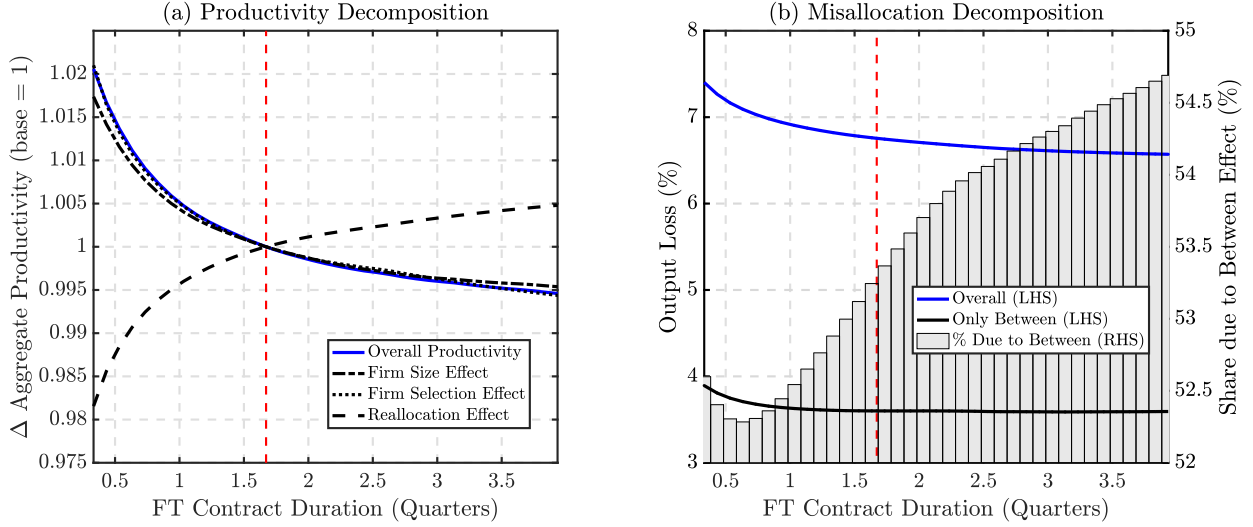 (a) Productivity Decomposition
Δ Aggregate Productivity (base = 1)
1.02
1.015
1.01
1.005
1
0.995
0.99
0.985
0.98
0.975
Overall Productivity
Firm Size Effect
Firm Selection Effect
Reallocation Effect
0.5 1 1.5 2 2.5 3 3.5
FT Contract Duration (Quarters)
(b) Misallocation Decomposition
Output Loss (%)
8
7
6
5
4
3
Overall (LHS)
Only Between (LHS)
% Due to Between (RHS)
55
54.5
54
53.5
53
52.5
52
Share due to Between Effect (%)
0.5 1 1.5 2 2.5 3 3.5
FT Contract Duration (Quarters)